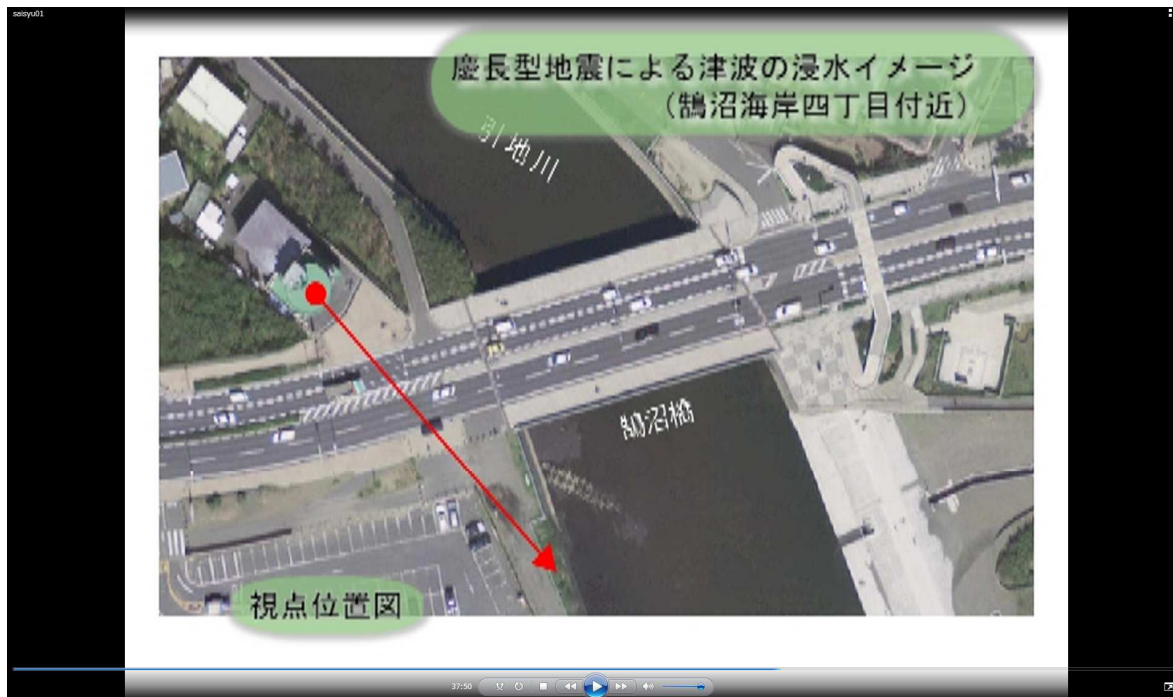 saisyu01
慶長型地震による津波の浸水イメージ
（鵠沼海岸四丁目付近）
引地川
鵠沼橋
視点位置図
37:50